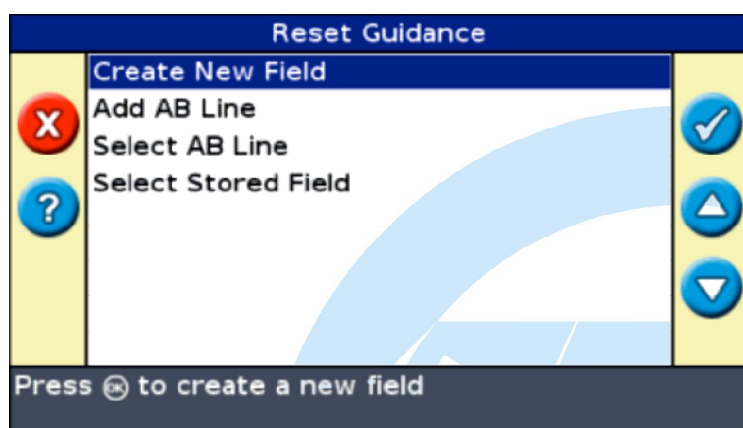 Reset Guidance
Create New Field
Add AB Line
Select AB Line
Select Stored Field
?
Press OK to create a new field